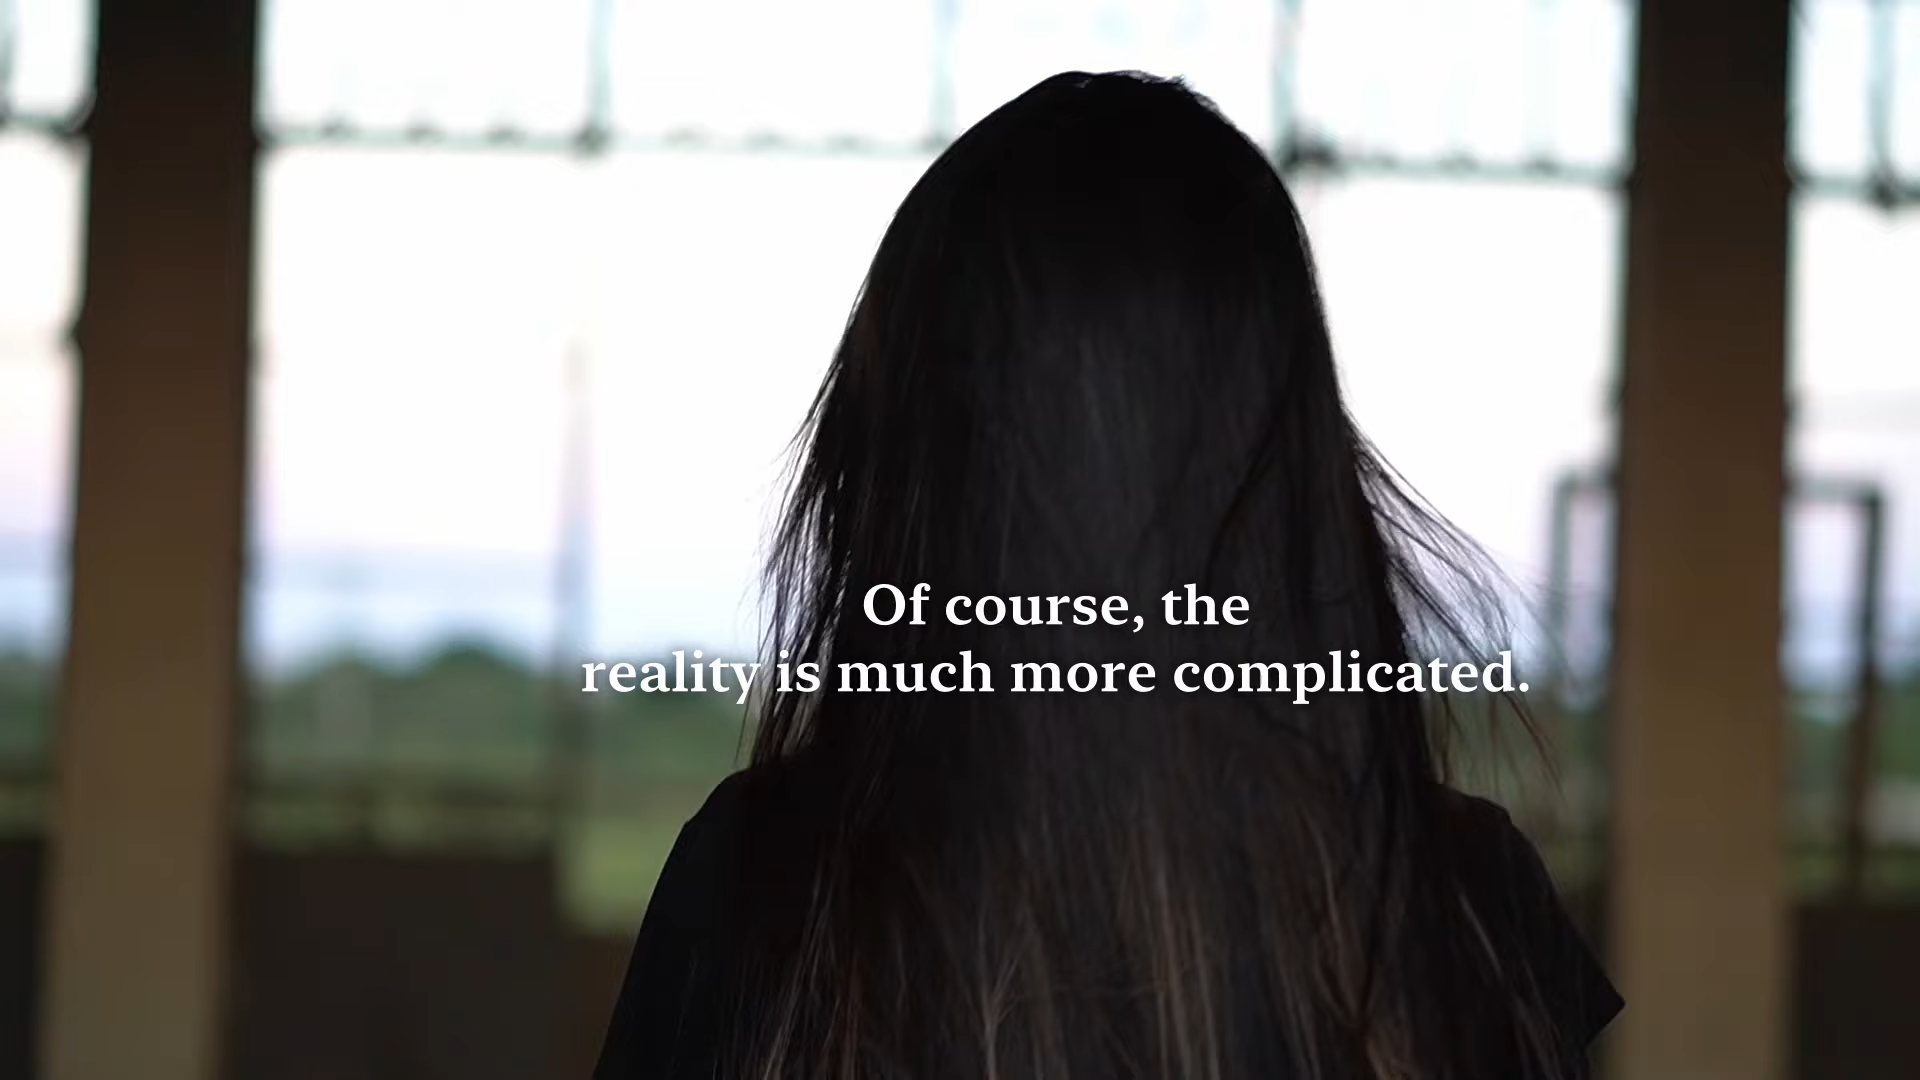 Of course, the
reality is much more complicated.